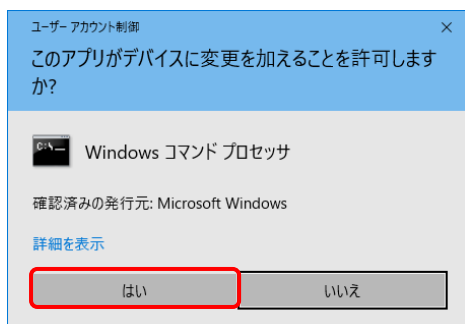 ユーザー アカウント制御
このアプリがデバイスに変更を加えることを許可します
か?
C:\
Windows コマンド プロセッサ
確認済みの発行元: Microsoft Windows
詳細を表示
はい
いいえ